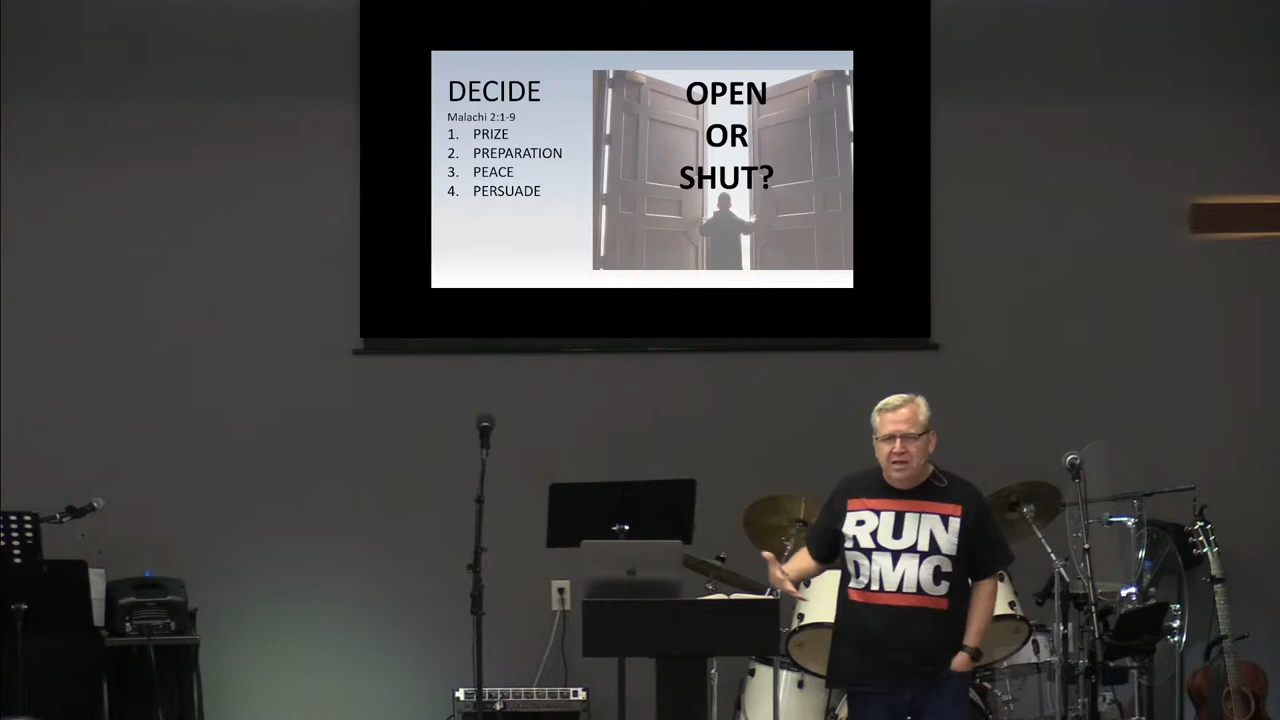 DECIDE
Malachi 2:1-9
1. PRIZE
2. PREPARATION
3. PEACE
4. PERSUADE
OPEN
OR
SHUT?
RUN
DMC